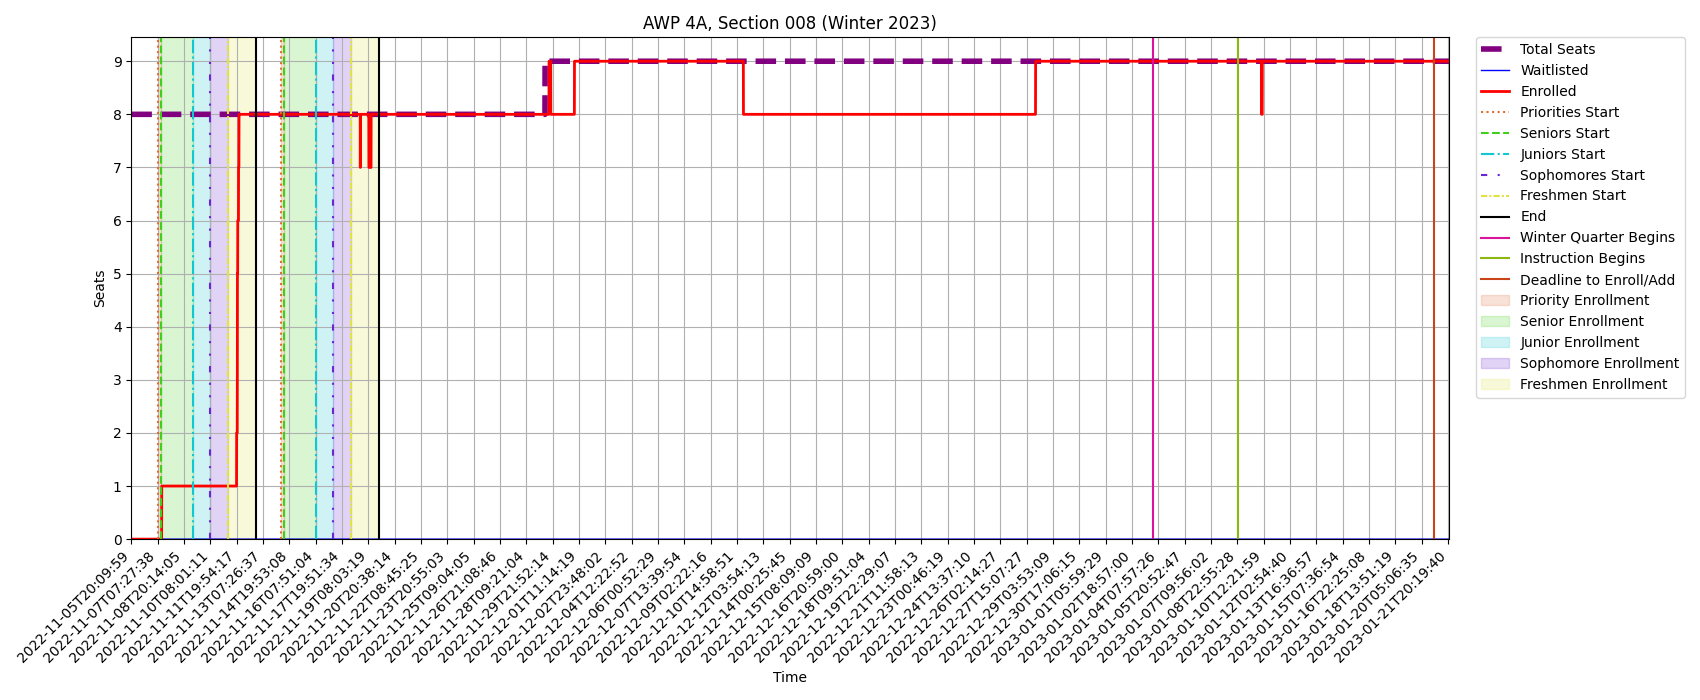 AWP 4A, Section 008 (Winter 2023)
Seats
9
8
7
6
5
4
3
2
1
0
2022-11-05T20:09:59
2022-11-07T07:27:38
2022-11-08T20:14:05
2022-11-10T08:01:11
2022-11-11T19:54:17
2022-11-13T07:26:37
2022-11-14T19:53:08
2022-11-16T07:51:04
2022-11-17T19:51:34
2022-11-19T08:03:19
2022-11-20T20:38:14
2022-11-22T08:45:25
2022-11-23T20:55:03
2022-11-25T09:04:05
2022-11-26T21:08:46
2022-11-28T09:21:04
2022-11-29T21:52:14
2022-12-01T11:14:19
2022-12-02T23:48:02
2022-12-04T12:22:52
2022-12-06T00:52:29
2022-12-07T13:39:54
2022-12-09T02:22:16
2022-12-10T14:58:51
2022-12-12T03:54:13
2022-12-14T00:25:45
2022-12-15T08:09:09
2022-12-16T20:59:00
2022-12-18T09:51:04
2022-12-19T22:29:07
2022-12-21T11:58:13
2022-12-23T00:46:19
2022-12-24T13:37:10
2022-12-26T02:14:27
2022-12-27T15:07:27
2022-12-29T03:53:09
2022-12-30T17:06:15
2023-01-01T05:59:29
2023-01-02T18:57:00
2023-01-04T07:57:26
2023-01-05T20:52:47
2023-01-07T09:56:02
2023-01-08T22:55:28
2023-01-10T12:21:59
2023-01-12T02:54:40
2023-01-13T16:36:57
2023-01-15T07:36:54
2023-01-16T22:25:08
2023-01-18T13:51:19
2023-01-20T05:06:35
2023-01-21T20:19:40
Time
Total Seats
Waitlisted
Enrolled
Priorities Start
Seniors Start
Juniors Start
Sophomores Start
Freshmen Start
End
Winter Quarter Begins
Instruction Begins
Deadline to Enroll/Add
Priority Enrollment
Senior Enrollment
Junior Enrollment
Sophomore Enrollment
Freshmen Enrollment